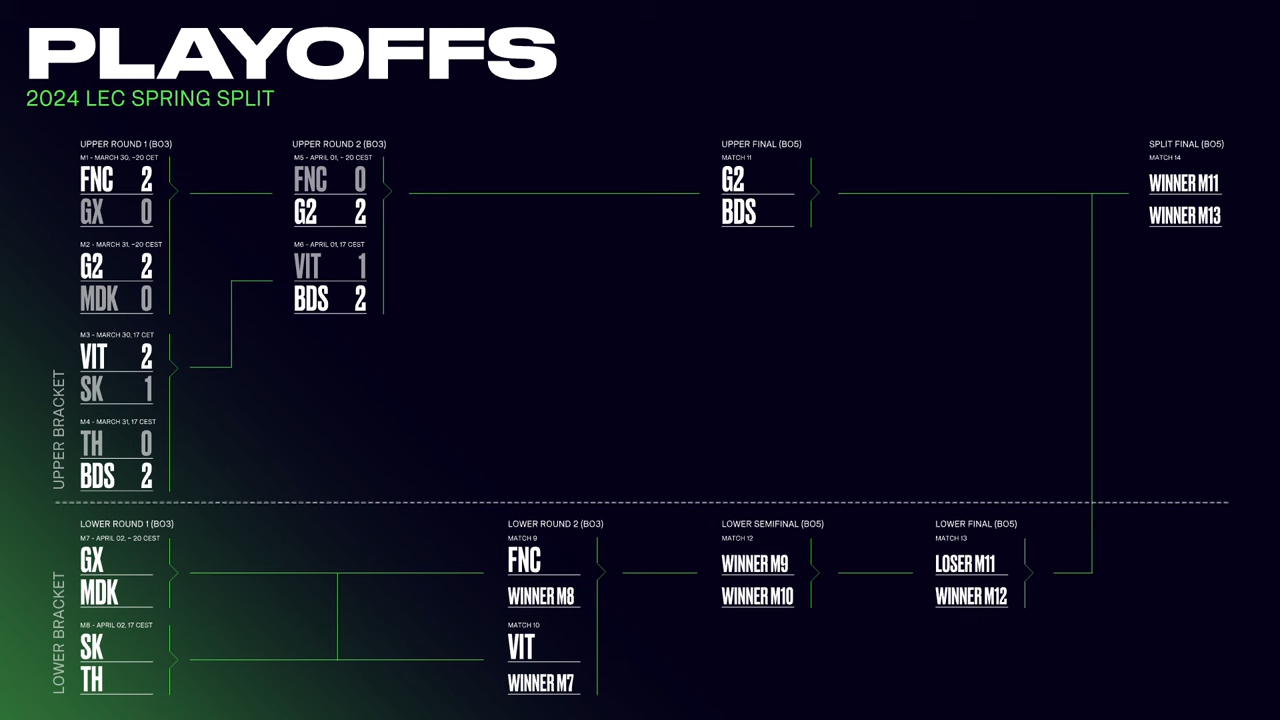 PLAYOFFS
2024 LEC SPRING SPLIT
UPPER BRACKET
UPPER ROUND 1 (BO3)
M1 - MARCH 30, ~20 CET
FNC 2
GX 0
M2 - MARCH 31, ~20 CEST
G2 2
MDK 0
M3 - MARCH 30, 17 CET
VIT 2
SK 1
M4 - MARCH 31, 17 CEST
TH 0
BDS 2
UPPER ROUND 2 (BO3)
M5 - APRIL 01, ~ 20 CEST
FNC 0
G2 2
M6 - APRIL 01, 17 CEST
VIT 1
BDS 2
UPPER FINAL (BO5)
MATCH 11
G2
BDS
SPLIT FINAL (BO5)
MATCH 14
WINNER M11
WINNER M13
LOWER BRACKET
LOWER ROUND 1 (BO3)
M7 - APRIL 02, ~ 20 CEST
GX
MDK
M8 - APRIL 02, 17 CEST
SK
TH
LOWER ROUND 2 (BO3)
MATCH 9
FNC
WINNER M8
MATCH 10
VIT
WINNER M7
LOWER SEMIFINAL (BO5)
MATCH 12
WINNER M9
WINNER M10
LOWER FINAL (BO5)
MATCH 13
LOSER M11
WINNER M12